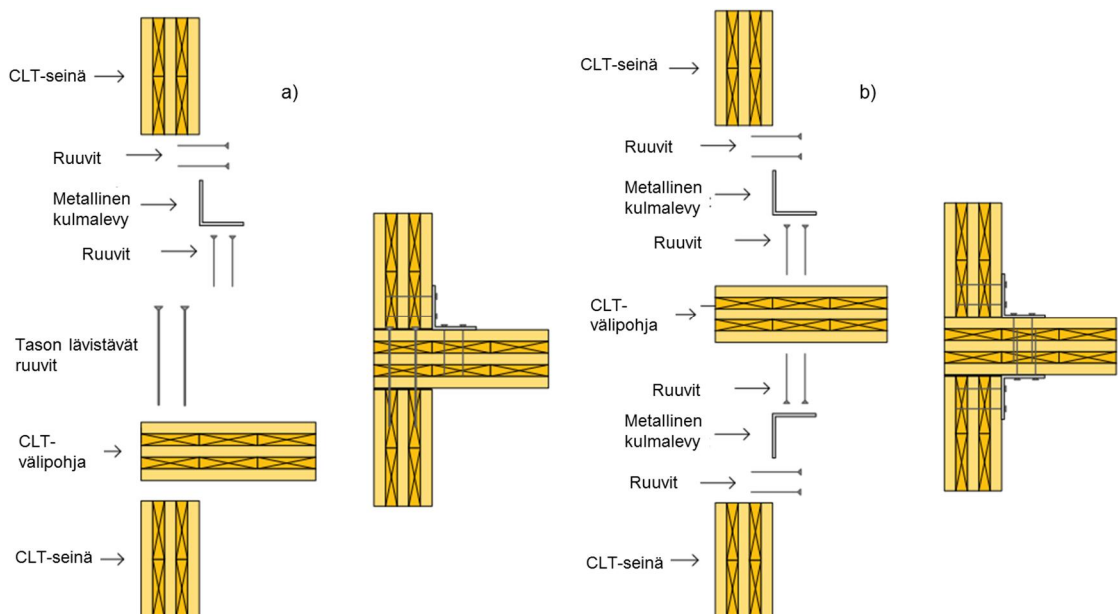 CLT-seinä
a)
Ruuvit
Metallinen
kulmalevy
Ruuvit
Tason lävistävät
ruuvit
CLT-
välipohja
CLT-seinä
CLT-seinä
b)
Ruuvit
Metallinen
kulmalevy :
Ruuvit
CLT-
välipohja
Ruuvit
Metallinen
kulmalevy
Ruuvit
CLT-seinä